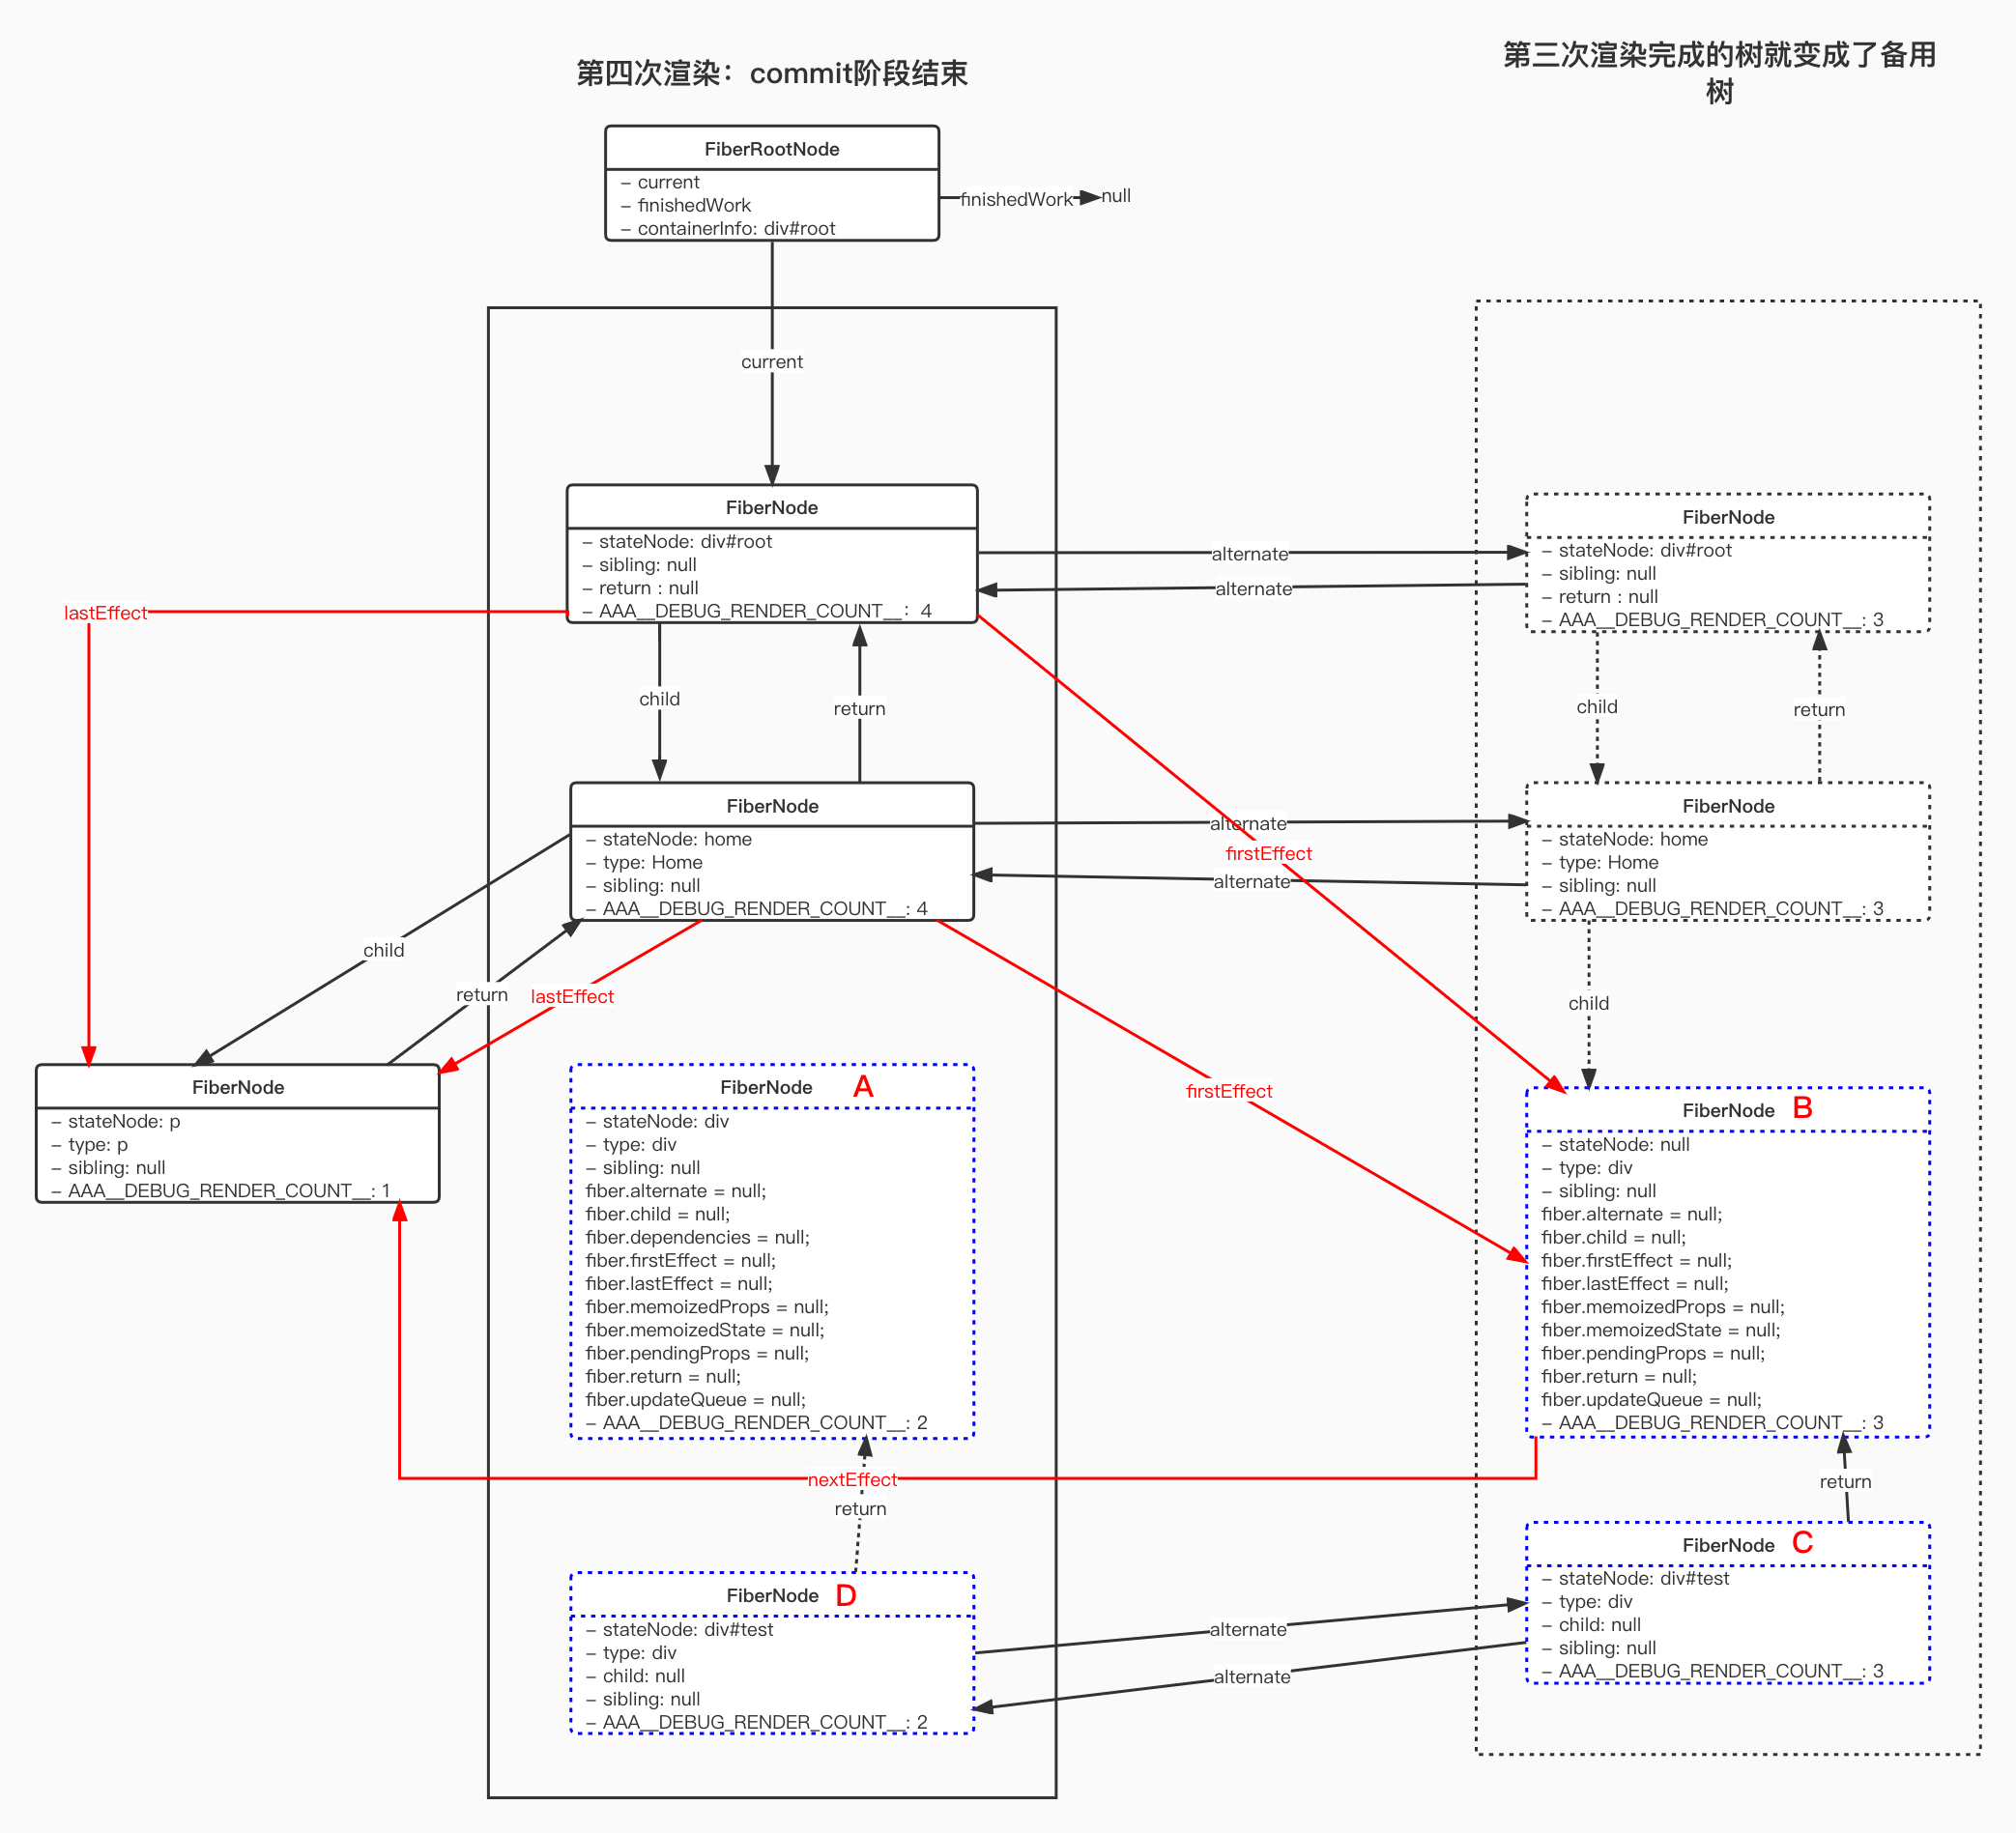 第四次渲染：commit阶段结束
第三次渲染完成的树就变成了备用
树
FiberRootNode
– current
– finishedWork
– containerInfo: div#root
finishedWork
null
current
FiberNode
– stateNode: div#root
– sibling: null
– return : null
– AAA__DEBUG_RENDER_COUNT__: 4
alternate
alternate
FiberNode
– stateNode: div#root
– sibling: null
– return : null
– AAA__DEBUG_RENDER_COUNT__: 3
lastEffect
child
return
child
return
FiberNode
– stateNode: home
– type: Home
– sibling: null
– AAA__DEBUG_RENDER_COUNT__: 4
alternate
firstEffect
alternate
FiberNode
– stateNode: home
– type: Home
– sibling: null
– AAA__DEBUG_RENDER_COUNT__: 3
child
return
lastEffect
child
firstEffect
FiberNode
– stateNode: p
– type: p
– sibling: null
– AAA__DEBUG_RENDER_COUNT__: 1
FiberNode A
– stateNode: div
– type: div
– sibling: null
fiber.alternate = null;
fiber.child = null;
fiber.dependencies = null;
fiber.firstEffect = null;
fiber.lastEffect = null;
fiber.memoizedProps = null;
fiber.memoizedState = null;
fiber.pendingProps = null;
fiber.return = null;
fiber.updateQueue = null;
– AAA__DEBUG_RENDER_COUNT__: 2
FiberNode B
– stateNode: null
– type: div
– sibling: null
fiber.alternate = null;
fiber.child = null;
fiber.firstEffect = null;
fiber.lastEffect = null;
fiber.memoizedProps = null;
fiber.memoizedState = null;
fiber.pendingProps = null;
fiber.return = null;
fiber.updateQueue = null;
– AAA__DEBUG_RENDER_COUNT__: 3
nextEffect
return
return
FiberNode D
– stateNode: div#test
– type: div
– child: null
– sibling: null
– AAA__DEBUG_RENDER_COUNT__: 2
alternate
alternate
FiberNode C
– stateNode: div#test
– type: div
– child: null
– sibling: null
– AAA__DEBUG_RENDER_COUNT__: 3